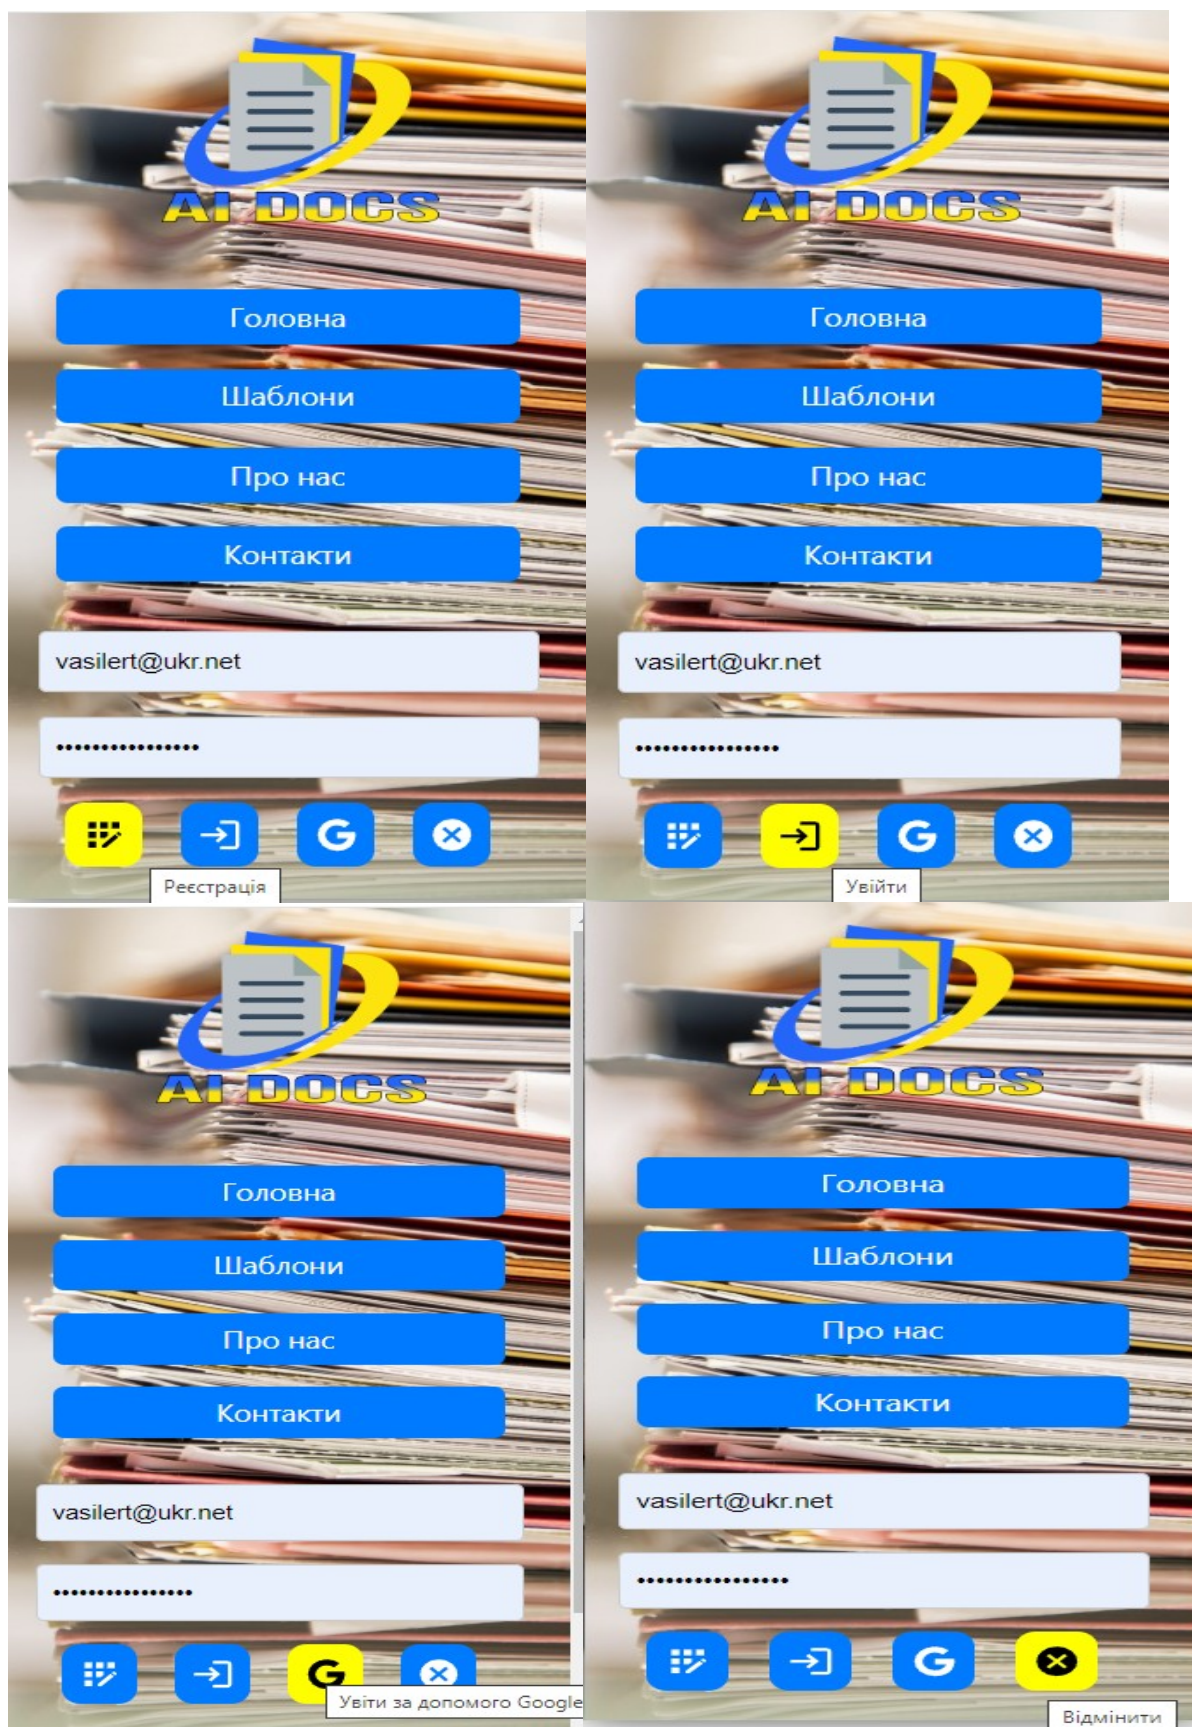 AI DOCS
Головна
Шаблони
Про нас
Контакти
vasilert@ukr.net
••••••••••••••••
G
Реєстрація
AI DOCS
Головна
Шаблони
Про нас
Контакти
vasilert@ukr.net
••••••••••••••••
G
Увійти
AI DOCS
Головна
Шаблони
Про нас
Контакти
vasilert@ukr.net
••••••••••••••••
G
Увіти за допомого Google
AI DOCS
Головна
Шаблони
Про нас
Контакти
vasilert@ukr.net
••••••••••••••••
G
Відмінити